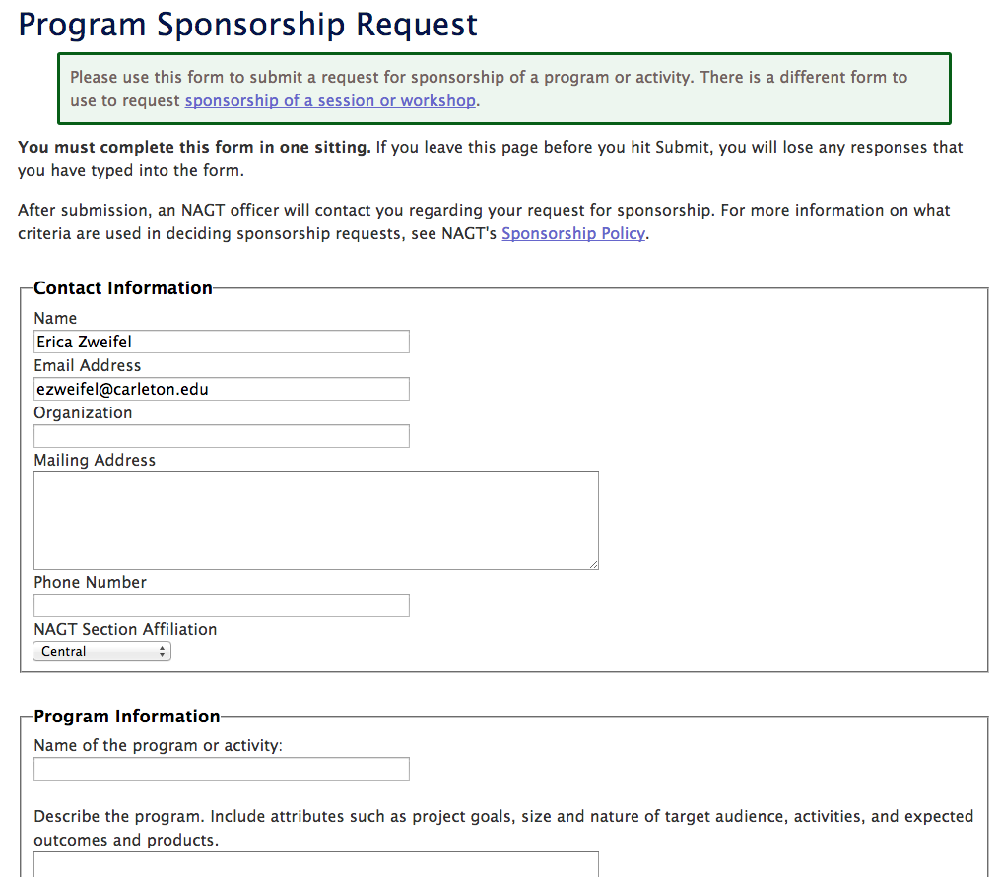 Program Sponsorship Request
Please use this form to submit a request for sponsorship of a program or activity. There is a different form to
use to request sponsorship of a session or workshop.
You must complete this form in one sitting. If you leave this page before you hit Submit, you will lose any responses that
you have typed into the form.
After submission, an NAGT officer will contact you regarding your request for sponsorship. For more information on what
criteria are used in deciding sponsorship requests, see NAGT's Sponsorship Policy.
Contact Information
Name
Erica Zweifel
Email Address
ezweifel@carleton.edu
Organization
Mailing Address
Phone Number
NAGT Section Affiliation
Central
Program Information
Name of the program or activity:
Describe the program. Include attributes such as project goals, size and nature of target audience, activities, and expected
outcomes and products.